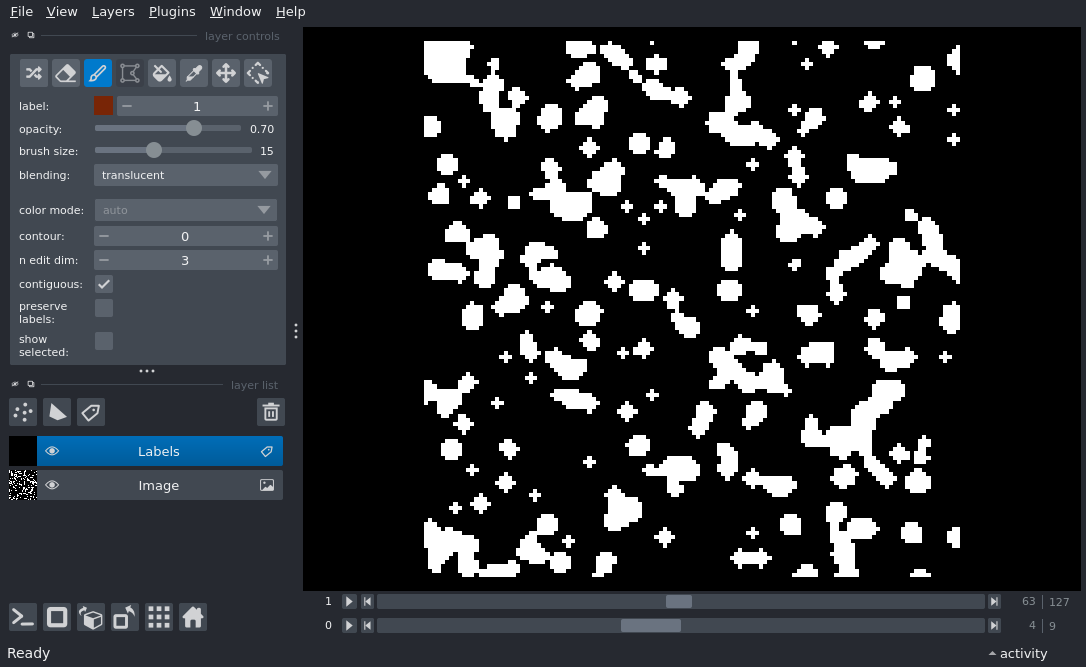 File View Layers Plugins Window Help
layer controls
label: 1
opacity: 0.70
brush size: 15
blending: translucent
color mode: auto
contour: 0
n edit dim: 3
contiguous:
preserve
labels:
show
selected:
layer list
Labels
Image
1 63 127
0 4 9
Ready activity